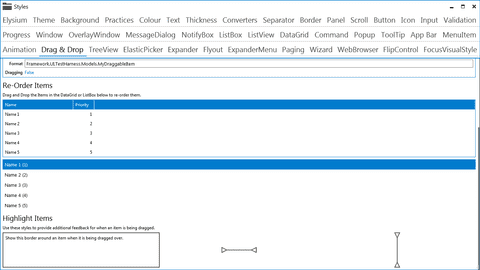 Styles
Elysium Theme Background Practices Colour Text Thickness Converters Separator Border Panel Scroll Button Icon Input Validation
Progress Window OverlayWindow MessageDialog NotifyBox ListBox ListView DataGrid Command Popup ToolTip App Bar MenuItem
Animation Drag & Drop TreeView ElasticPicker Expander Flyout ExpanderMenu Paging Wizard WebBrowser FlipControl FocusVisualStyle
Format Framework.UI.TestHarness.Models.MyDraggableItem
Dragging False
Re-Order Items
Drag and Drop the items in the DataGrid or ListBox below to re-order them.
Name Priority
Name 1 1
Name 2 2
Name 3 3
Name 4 4
Name 5 5
Name 1 (1)
Name 2 (2)
Name 3 (3)
Name 4 (4)
Name 5 (5)
Highlight Items
Use these styles to provide additional feedback for when an item is being dragged.
Show this border around an item when it is being dragged over.